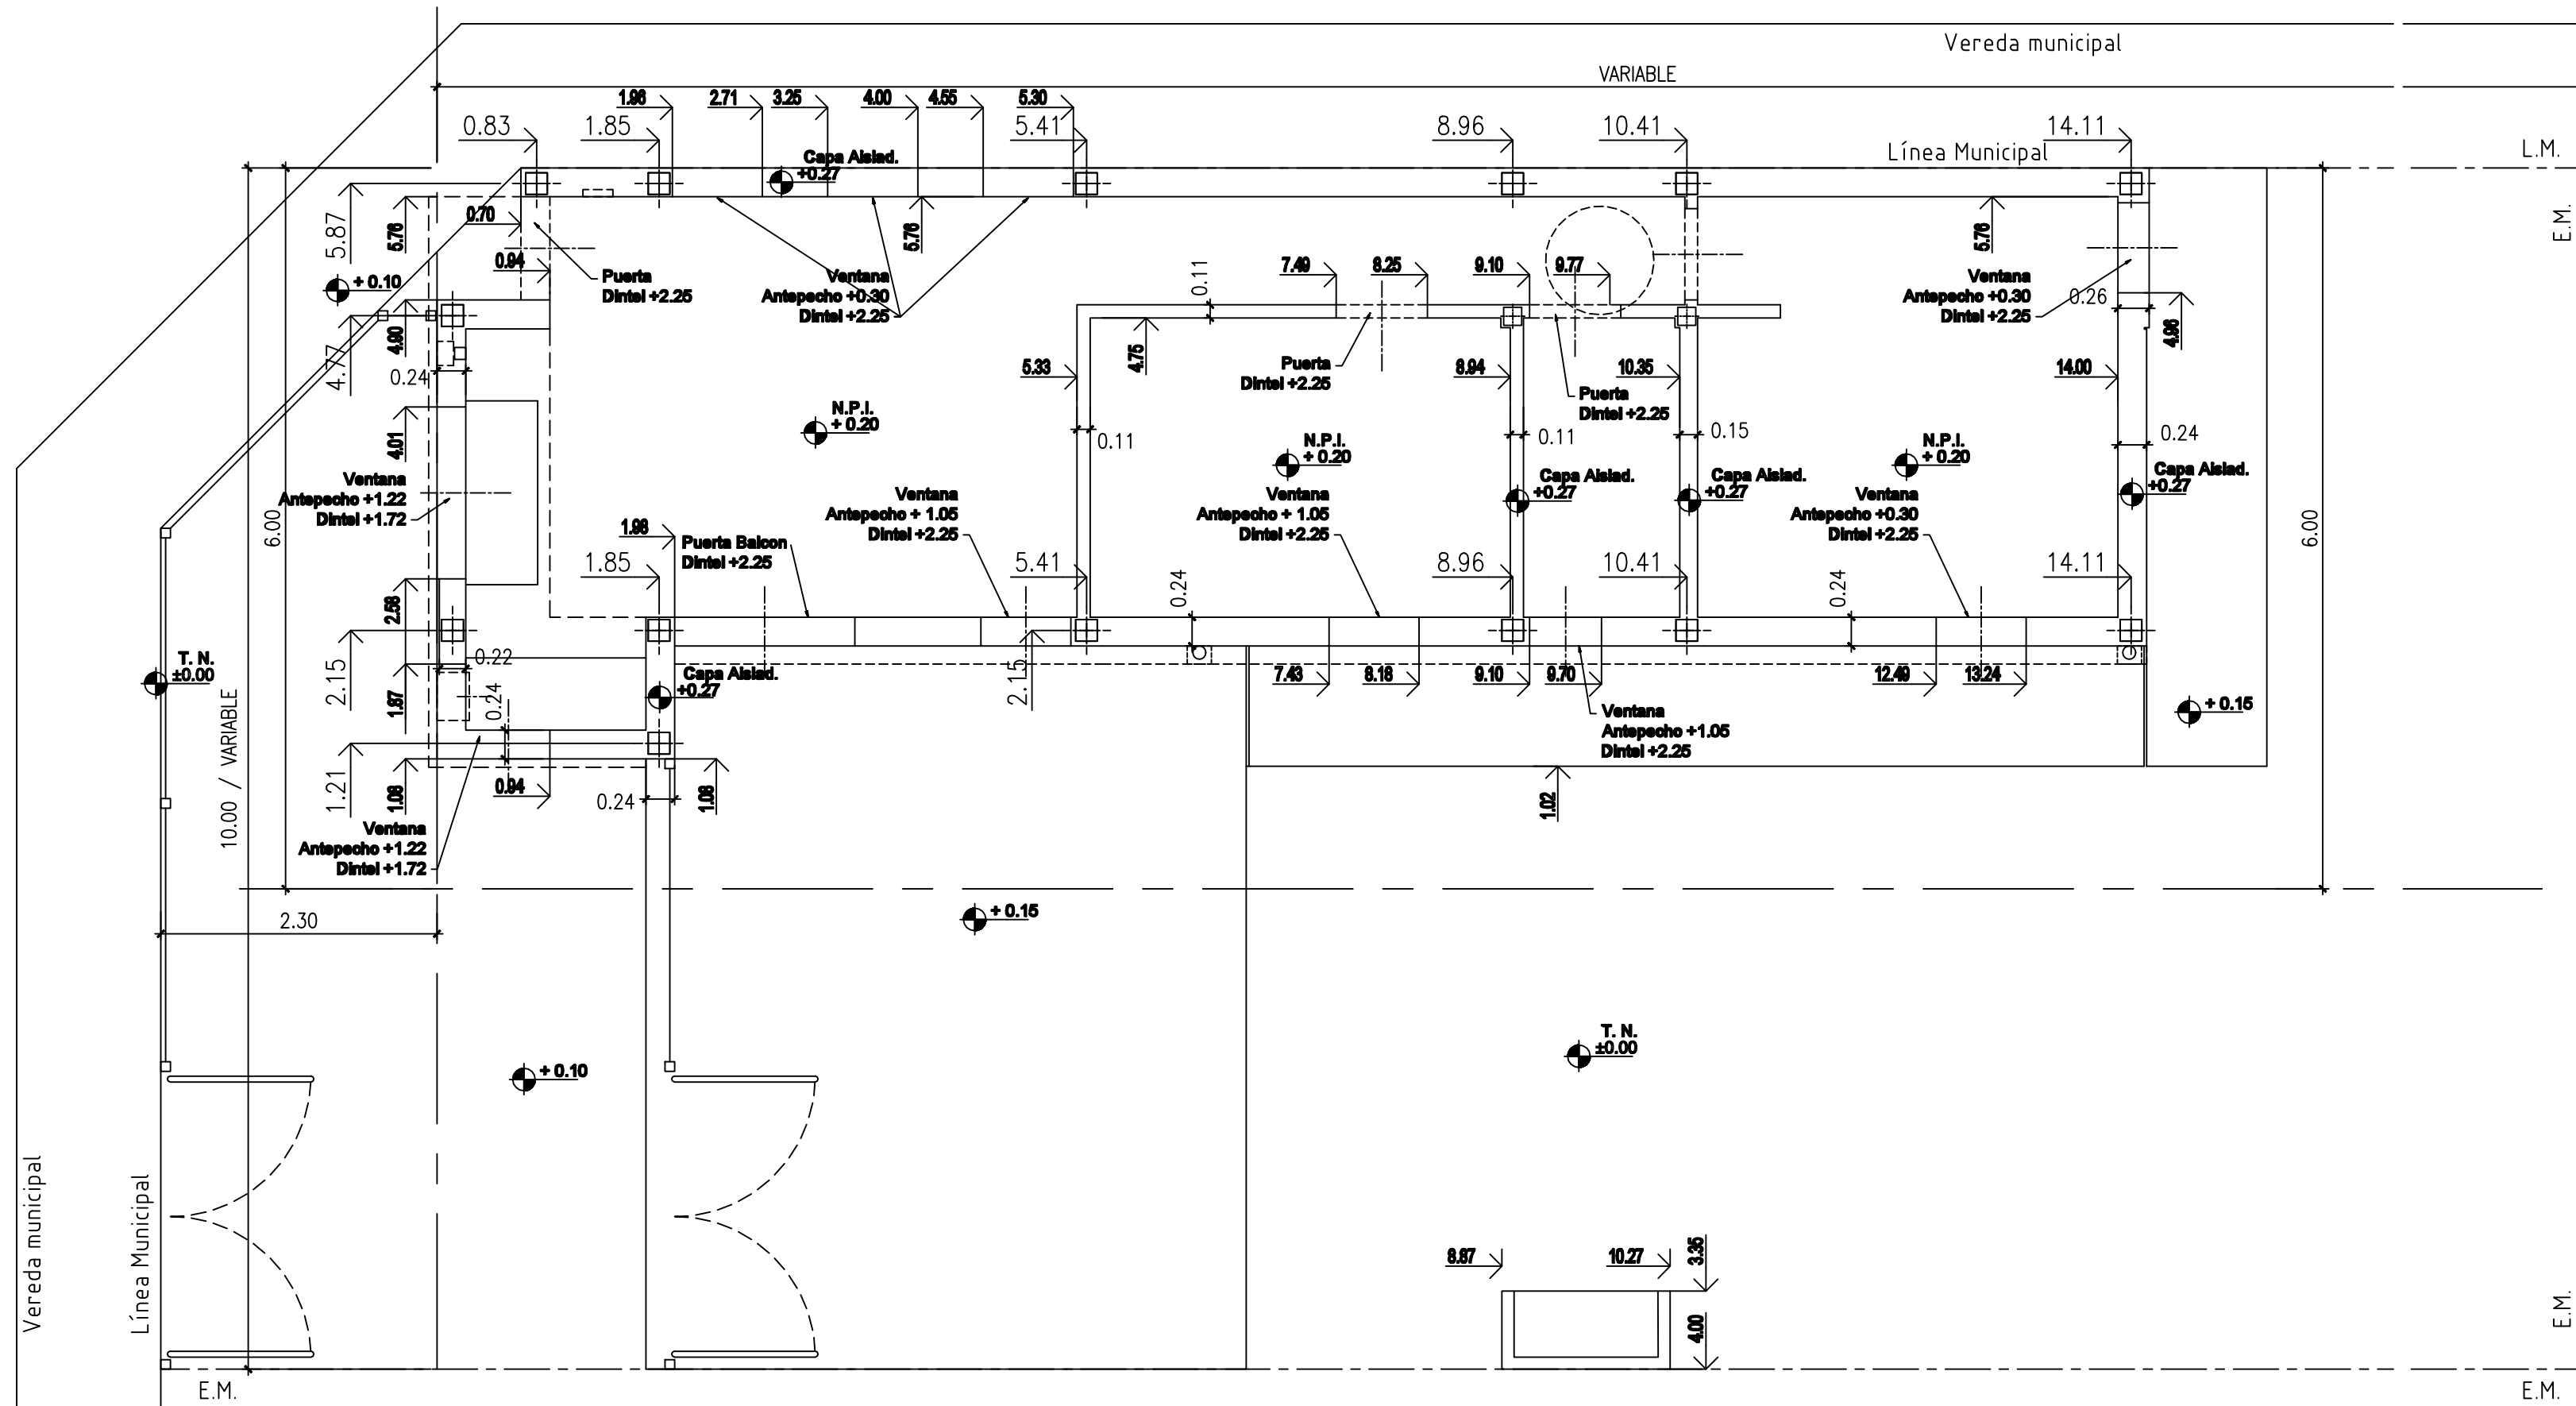 Vereda municipal
VARIABLE
1.96
2.71
3.25
4.00
4.55
5.30
0.83
1.85
5.41
8.96
10.41
14.11
Línea Municipal
L.M.
Capa Aislad.
+0.27
5.87
5.76
0.70
5.76
5.76
E.M.
0.94
Puerta
Dintel +2.25
Ventana
Antepecho +0.30
Dintel +2.25
0.11
7.49
8.25
9.10
9.77
Ventana
Antepecho +0.30
Dintel +2.25
0.26
+ 0.10
4.90
4.77
0.24
4.75
4.96
5.33
Puerta
Dintel +2.25
8.94
10.35
14.00
Puerta
Dintel +2.25
N.P.I.
+ 0.20
4.01
0.11
N.P.I.
+ 0.20
0.11
0.15
N.P.I.
+ 0.20
0.24
Ventana
Antepecho +1.22
Dintel +1.72
Ventana
Antepecho + 1.05
Dintel +2.25
Ventana
Antepecho + 1.05
Dintel +2.25
Capa Aislad.
+0.27
Capa Aislad.
+0.27
Ventana
Antepecho +0.30
Dintel +2.25
Capa Aislad.
+0.27
6.00
6.00
1.98
Puerta Balcon
Dintel +2.25
1.85
5.41
8.96
10.41
14.11
2.58
0.24
0.24
T. N.
±0.00
2.15
1.87
0.22
0.24
Capa Aislad.
+0.27
2.15
7.43
8.18
9.10
9.70
12.49
13.24
+ 0.15
Ventana
Antepecho +1.05
Dintel +2.25
10.00 / VARIABLE
1.21
1.08
0.94
0.24
1.08
1.02
Ventana
Antepecho +1.22
Dintel +1.72
2.30
+ 0.15
T. N.
±0.00
+ 0.10
Vereda municipal
Línea Municipal
8.87
10.27
3.35
4.00
E.M.
E.M.
E.M.